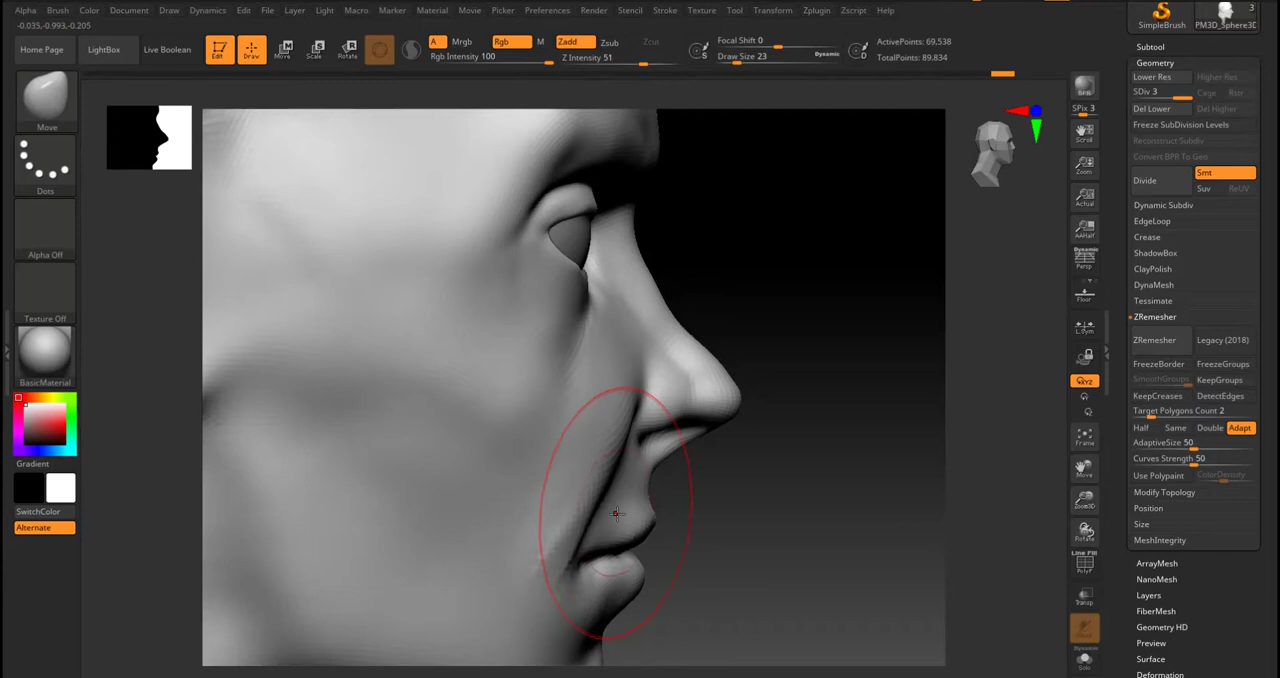 Alpha Brush Color Document Draw Dynamics Edit File Layer Light Macro Marker Material Movie Picker Preferences Render Stencil Stroke Texture Tool Transform Zplugin Zscript Help
-0.035,-0.993,-0.205
Home Page LightBox Live Boolean
Edit Draw Move Scale Rotate
A Mrgb Rgb M Zadd Zsub Zcut
Rgb Intensity 100 Z Intensity 51
S Focal Shift 0
Draw Size 23 Dynamic
D ActivePoints: 69,538
TotalPoints: 89,834
Move
Dots
Alpha Off
Texture Off
BasicMaterial
Gradient
SwitchColor
Alternate
BPR
SPix 3
Scroll
Zoom
Actual
AAHalf
Dynamic
Persp
Floor
L.Sym
XYZ
Frame
Move
Zoom3D
Rotate
Line Fill
PolyF
Transp
Dynamic
Solo
3
SimpleBrush PM3D_Sphere3D
Subtool
Geometry
Lower Res Higher Res
SDiv 3 Cage Rstr
Del Lower Del Higher
Freeze SubDivision Levels
Reconstruct Subdiv
Convert BPR To Geo
Divide Smt
Suv ReUV
Dynamic Subdiv
EdgeLoop
Crease
ShadowBox
ClayPolish
DynaMesh
Tessimate
ZRemesher
ZRemesher Legacy (2018)
FreezeBorder FreezeGroups
SmoothGroups KeepGroups
KeepCreases DetectEdges
Target Polygons Count 2
Half Same Double Adapt
AdaptiveSize 50
Curves Strength 50
Use Polypaint ColorDensity
Modify Topology
Position
Size
MeshIntegrity
ArrayMesh
NanoMesh
Layers
FiberMesh
Geometry HD
Preview
Surface
Deformation